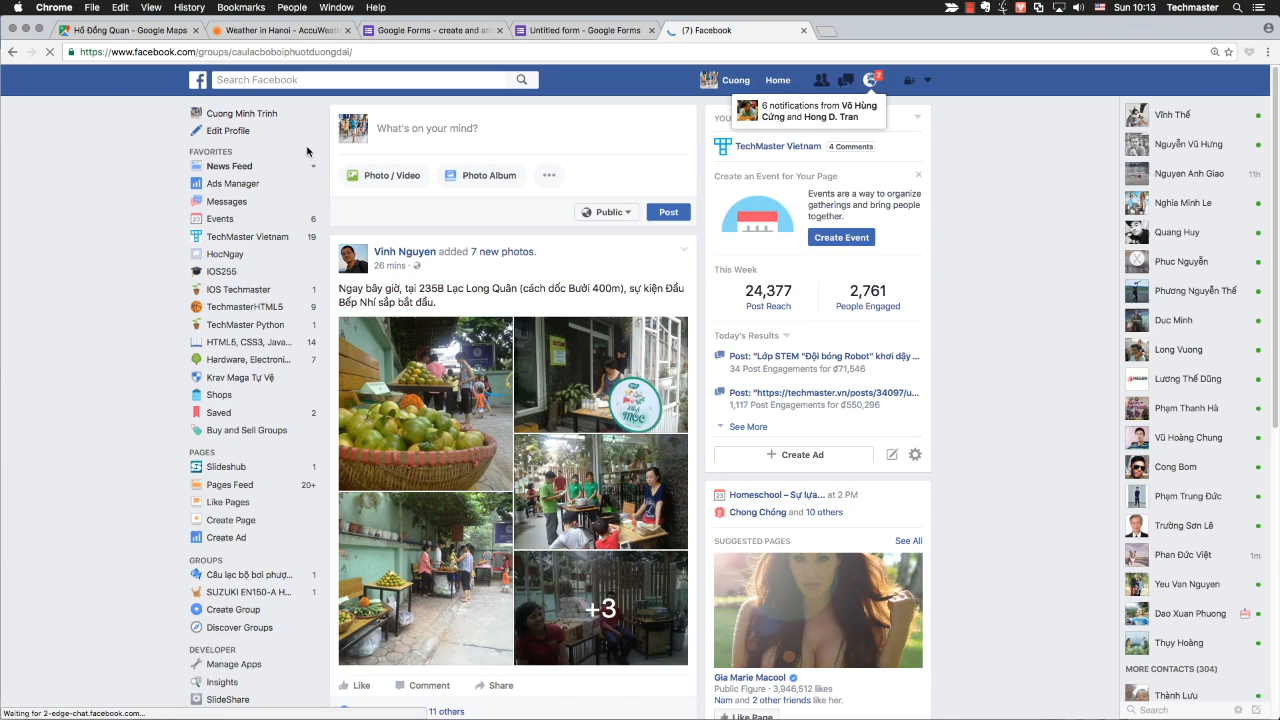 Chrome File Edit View History Bookmarks People Window Help
Sun 10:13 Techmaster
Hồ Đồng Quan - Google Maps
Weather in Hanoi - AccuWeath
Google Forms - create and an
Untitled form - Google Forms
(7) Facebook
https://www.facebook.com/groups/caulacboboiphuotduongdai/
Search Facebook
Cuong
Home
7
6 notifications from Võ Hùng
Cứng and Hong D. Tran
Cuong Minh Trinh
Edit Profile
FAVORITES
News Feed
Ads Manager
Messages
Events 6
TechMaster Vietnam 19
HocNgay
IOS255
IOS Techmaster 1
TechmasterHTML5 9
TechMaster Python 1
HTML5, CSS3, Java... 14
Hardware, Electroni... 7
Krav Maga Tự Vệ
Shops
Saved 2
Buy and Sell Groups
PAGES
Slideshub 1
Pages Feed 20+
Like Pages
Create Page
Create Ad
GROUPS
Câu lạc bộ bơi phượ... 1
SUZUKI EN150-A H... 1
Create Group
Discover Groups
DEVELOPER
Manage Apps
Insights
SlideShare
Waiting for 2-edge-chat.facebook.com...
What's on your mind?
Photo / Video
Photo Album
Public
Post
Vinh Nguyen added 7 new photos.
26 mins ·
Ngay bây giờ, tại 235B Lạc Long Quân (cách dốc Bưởi 400m), sự kiện Đầu
Bếp Nhí sắp bắt đầu.
MỘC
+3
Like
Comment
Share
11 others
YOU
TechMaster Vietnam 4 Comments
Create an Event for Your Page
Events are a way to organize
gatherings and bring people
together.
Create Event
This Week
24,377
Post Reach
2,761
People Engaged
Today's Results
Post: "Lớp STEM "Đội bóng Robot" khơi dậy ...
34 Post Engagements for ₫71,546
Post: "https://techmaster.vn/posts/34097/u...
1,117 Post Engagements for ₫550,296
See More
Create Ad
23
Homeschool – Sự lựa... at 2 PM
Chong Chóng and 10 others
SUGGESTED PAGES
See All
Gia Marie Macool
Public Figure · 3,946,512 likes
Nam and 2 other friends like her.
Like Page
Vĩnh Thế
Nguyễn Vũ Hưng
Nguyen Anh Giao 11h
Nghia Minh Le
Quang Huy
Phuc Nguyễn
Phương Nguyễn Thế
Duc Minh
Long Vuong
Lương Thế Dũng
Phạm Thanh Hà
Vũ Hoàng Chung
Cong Bom
Phạm Trung Đức
Trường Sơn Lê
Phan Đức Việt 1m
Yeu Van Nguyen
Dao Xuan Phuong
Thụy Hoàng
MORE CONTACTS (304)
Thành Lưu
Search